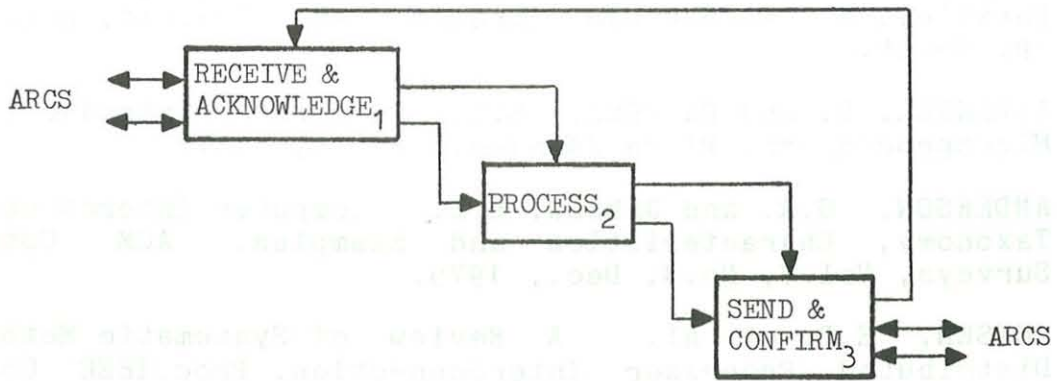 RECEIVE &
ARCS
ACKNOWLEDGE1
PROCESS2
SEND &
CONFIRM3
ARCS